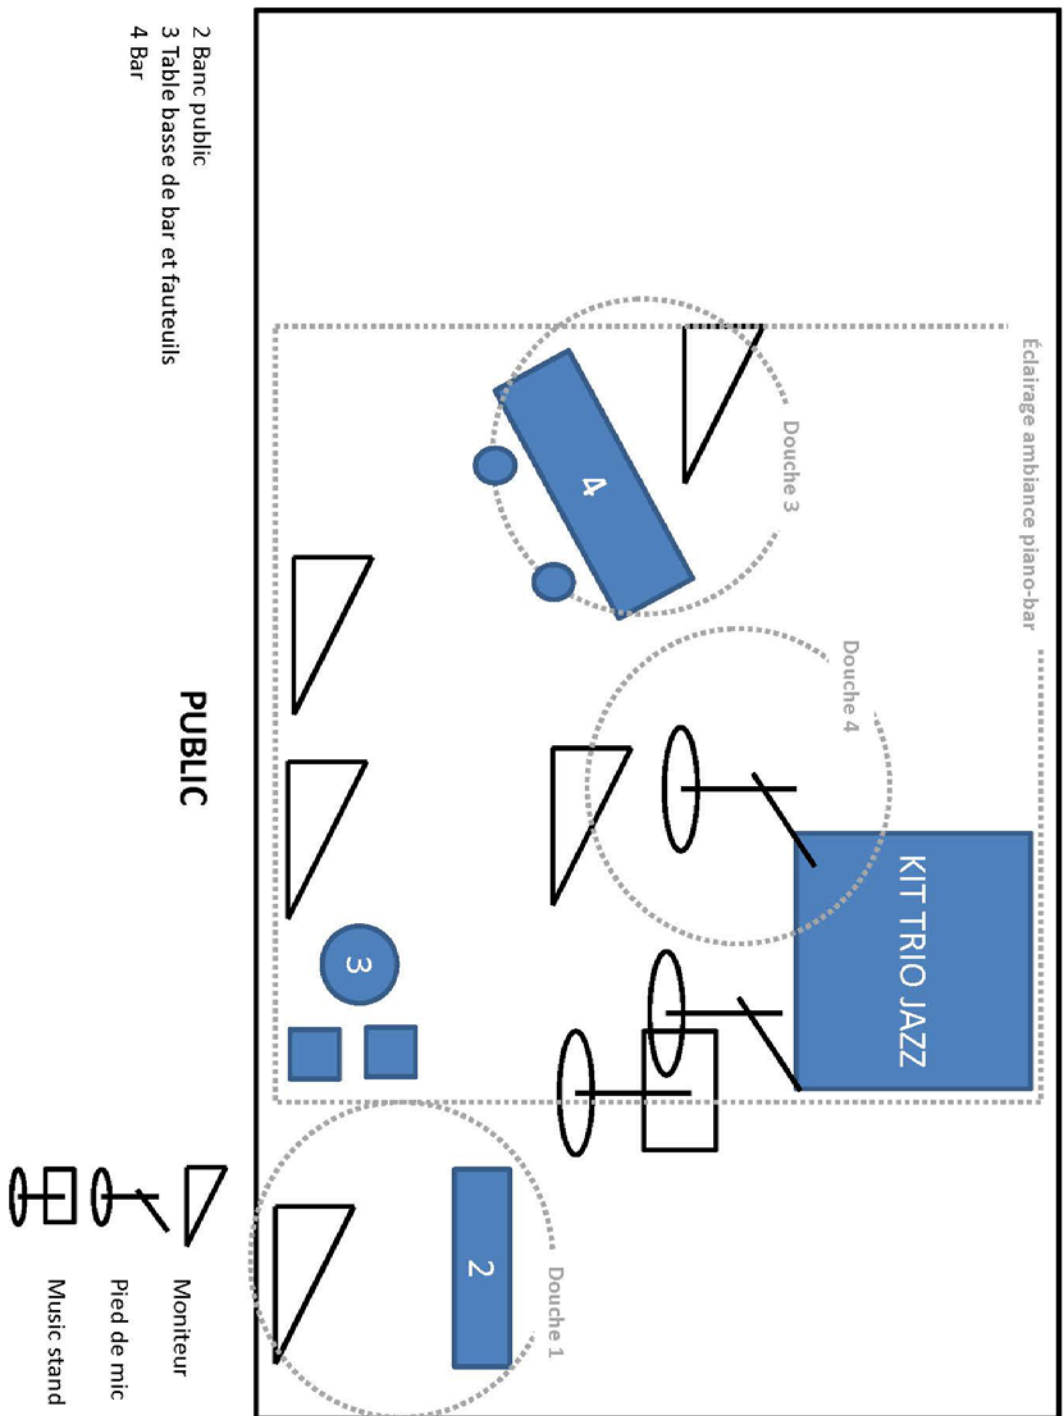 Éclairage ambiance piano-bar
KIT TRIO JAZZ
Douche 4
Douche 3
4
Douche 1
2
3
PUBLIC
2 Banc public
3 Table basse de bar et fauteuils
4 Bar
Moniteur
Pied de mic
Music stand